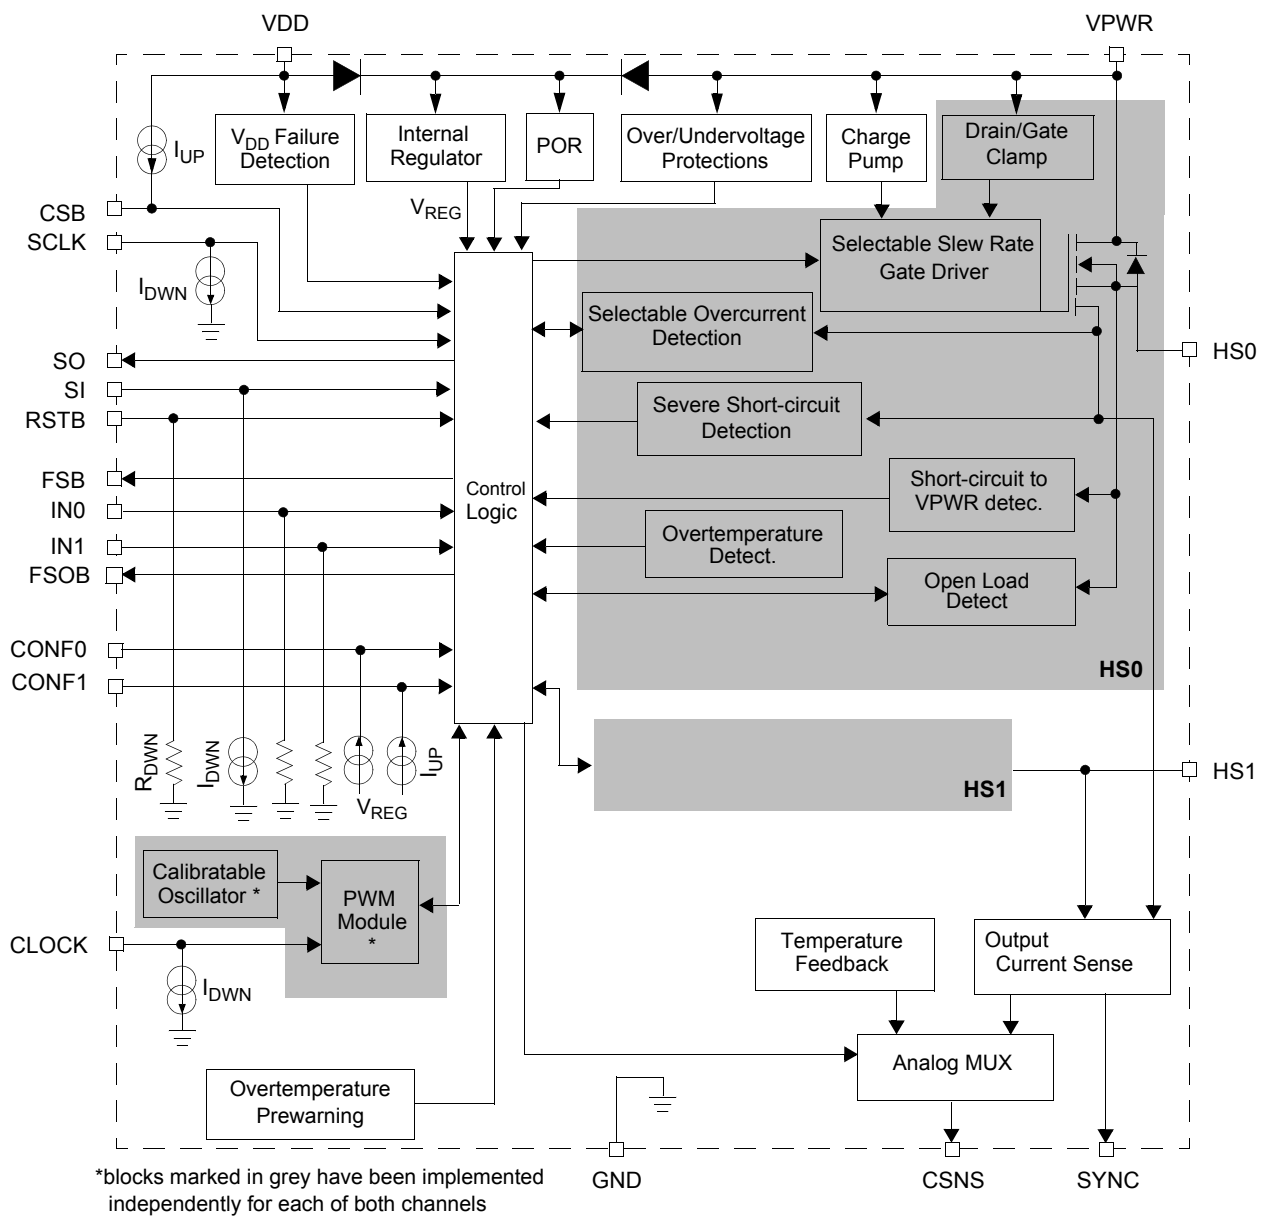 VDD
VPWR
VDD Failure
Detection
Internal
Regulator
POR
Over/Undervoltage
Protections
Charge
Pump
Drain/Gate
Clamp
IUP
VREG
CSB
SCLK
IDWN
Selectable Slew Rate
Gate Driver
Selectable Overcurrent
Detection
HS0
SO
SI
RSTB
Severe Short-circuit
Detection
FSB
IN0
IN1
FSOB
Control
Logic
Short-circuit to
VPWR detec.
Overtemperature
Detect.
Open Load
Detect
CONF0
CONF1
HS0
RDWN
IDWN
VREG
IUP
HS1
HS1
Calibratable
Oscillator *
PWM
Module
*
CLOCK
IDWN
Temperature
Feedback
Output
Current Sense
Analog MUX
Overtemperature
Prewarning
GND
CSNS
SYNC
*blocks marked in grey have been implemented
independently for each of both channels